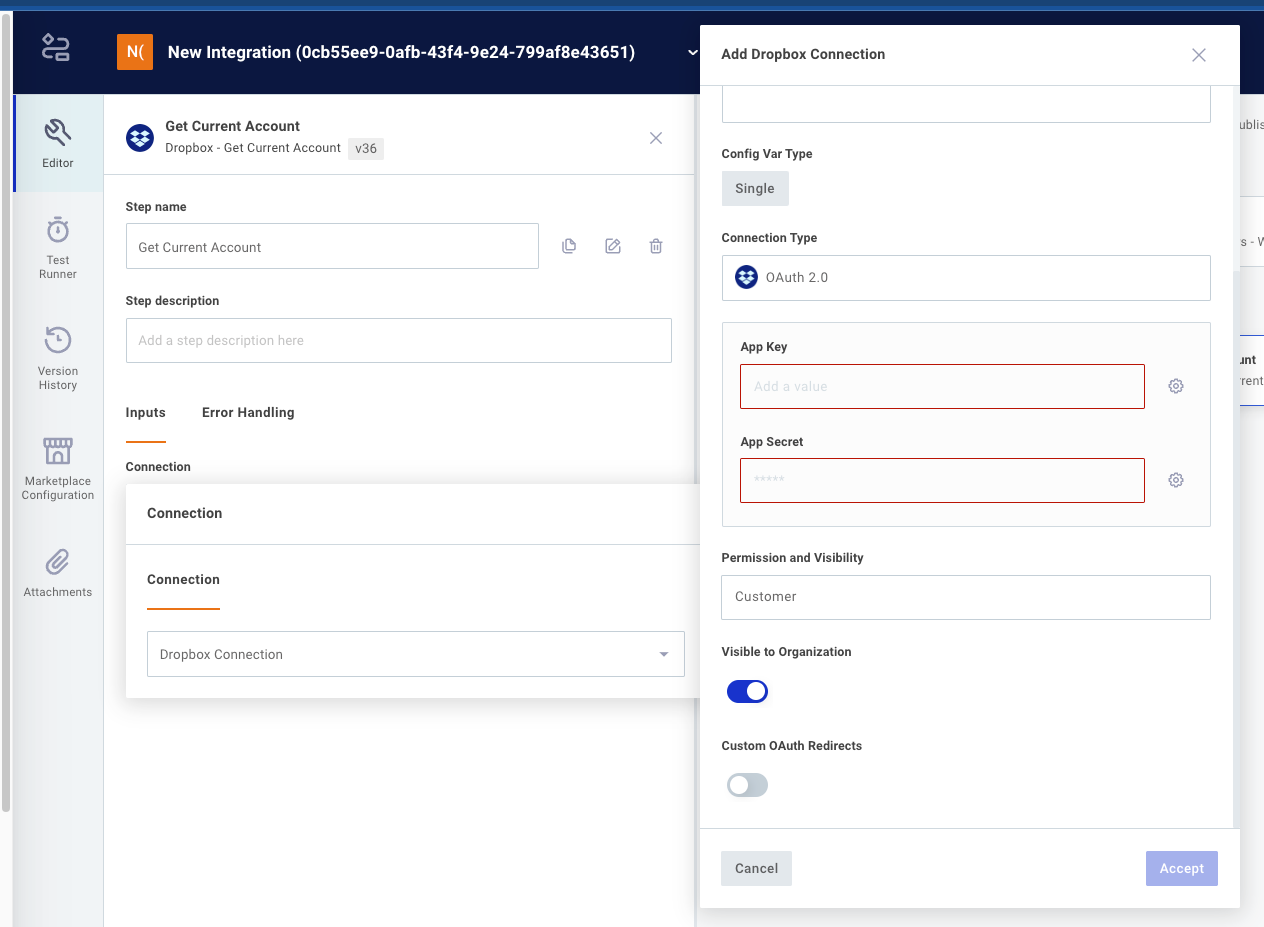 N(
New Integration (0cb55ee9-0afb-43f4-9e24-799af8e43651)
Editor
Test
Runner
Version
History
Marketplace
Configuration
Attachments
Get Current Account
Dropbox - Get Current Account v36
Step name
Get Current Account
Step description
Add a step description here
Inputs Error Handling
Connection
Connection
Connection
Dropbox Connection
Add Dropbox Connection
Config Var Type
Single
Connection Type
OAuth 2.0
App Key
Add a value
App Secret
*****
Permission and Visibility
Customer
Visible to Organization
Custom OAuth Redirects
Cancel Accept